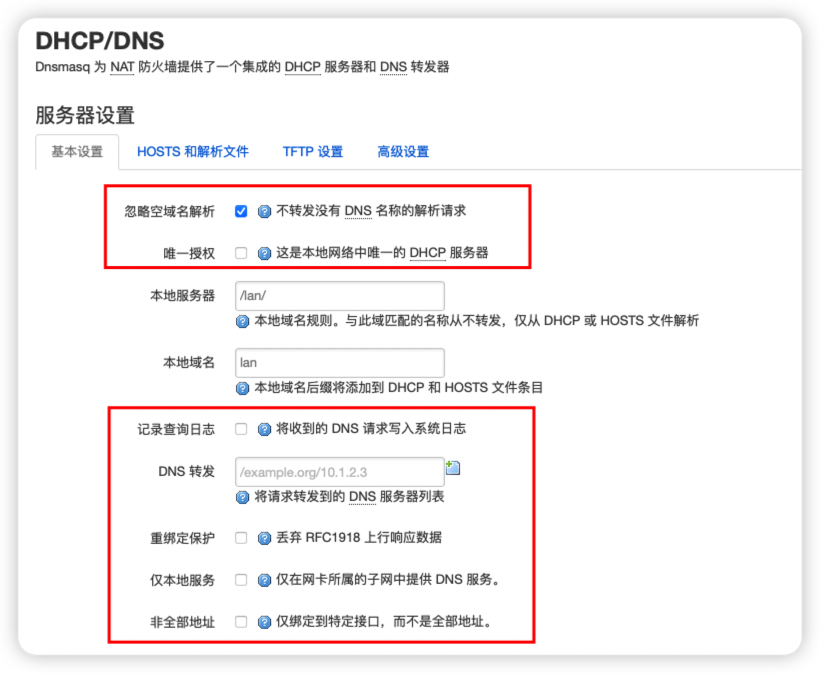 DHCP/DNS
Dnsmasq 为 NAT 防火墙提供了一个集成的 DHCP 服务器和 DNS 转发器
服务器设置
基本设置 HOSTS 和解析文件 TFTP 设置 高级设置
忽略空域名解析 不转发没有 DNS 名称的解析请求
唯一授权 这是本地网络中唯一的 DHCP 服务器
本地服务器 /lan/
本地域名规则。与此域匹配的名称从不转发，仅从 DHCP 或 HOSTS 文件解析
本地域名 lan
本地域名后缀将添加到 DHCP 和 HOSTS 文件条目
记录查询日志 将收到的 DNS 请求写入系统日志
DNS 转发 /example.org/10.1.2.3
将请求转发到的 DNS 服务器列表
重绑定保护 丢弃 RFC1918 上行响应数据
仅本地服务 仅在网卡所属的子网中提供 DNS 服务。
非全部地址 仅绑定到特定接口，而不是全部地址。